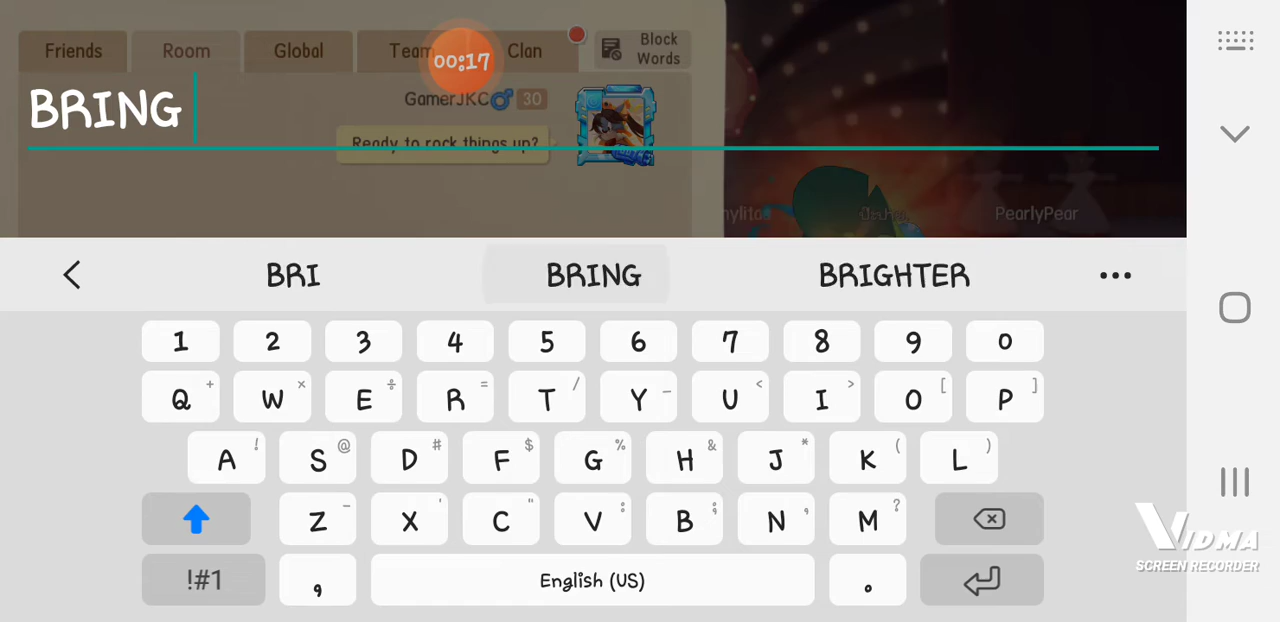 Friends Room Global Team Clan Block Words
00:17
BRING
GamerJKC 30
Ready to rock things up?
PearlyPear
BRI BRING BRIGHTER •••
1 2 3 4 5 6 7 8 9 0
Q + W × E ÷ R = T / Y _ U < I > O [ P ]
A ! S @ D # F $ G % H & J * K ( L )
Z - X ' C " V : B ; N , M ?
!#1 , English (US) .
VIDMA
SCREEN RECORDER